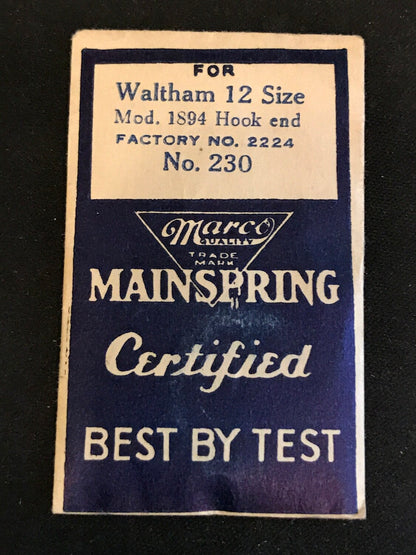 FOR
Waltham 12 Size
Mod. 1894 Hook end
FACTORY NO. 2224
No. 230
Marco
QUALITY
TRADE
MARK
MAINSPRING
Certified
BEST BY TEST